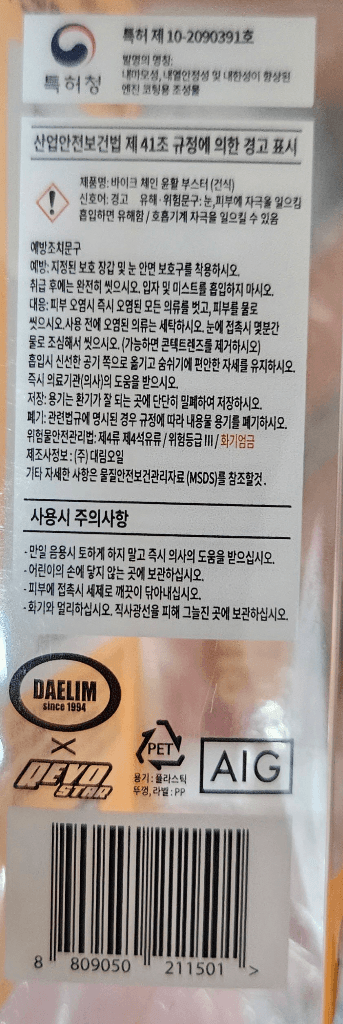 특허청
특허 제 10-2090391호
발명의 명칭:
내마모성, 내열안정성 및 내한성이 향상된
엔진 코팅용 조성물
산업안전보건법 제 41조 규정에 의한 경고 표시
제품명: 바이크 체인 윤활 부스터 (건식)
신호어: 경고 유해·위험문구: 눈,피부에 자극을 일으킴
흡입하면 유해함 / 호흡기계 자극을 일으킬 수 있음
예방조치문구
예방: 지정된 보호 장갑 및 눈 안면 보호구를 착용하시오.
취급 후에는 완전히 씻으시오. 입자 및 미스트를 흡입하지 마시오.
대응: 피부 오염시 즉시 오염된 모든 의류를 벗고, 피부를 물로
씻으시오.사용 전에 오염된 의류는 세탁하시오. 눈에 접촉시 몇분간
물로 조심해서 씻으시오. (가능하면 콘텍트렌즈를 제거하시오)
흡입시 신선한 공기 쪽으로 옮기고 숨쉬기에 편안한 자세를 유지하시오.
즉시 의료기관(의사)의 도움을 받으시오.
저장: 용기는 환기가 잘 되는 곳에 단단히 밀폐하여 저장하시오.
폐기: 관련법규에 명시된 경우 규정에 따라 내용물 용기를 폐기하시오.
위험물안전관리법: 제4류 제4석유류 / 위험등급 III / 화기엄금
제조사정보 : (주) 대림오일
기타 자세한 사항은 물질안전보건관리자료 (MSDS)를 참조할것.
사용시 주의사항
- 만일 음용시 토하게 하지 말고 즉시 의사의 도움을 받으십시오.
- 어린이의 손에 닿지 않는 곳에 보관하십시오.
- 피부에 접촉시 세제로 깨끗이 닦아내십시오.
- 화기와 멀리하십시오. 직사광선을 피해 그늘진 곳에 보관하십시오.
DAELIM
since 1994
X
REVO
STAR
PET
용기 : 플라스틱
뚜껑, 라벨 : PP
AIG
8 809050 211501 >